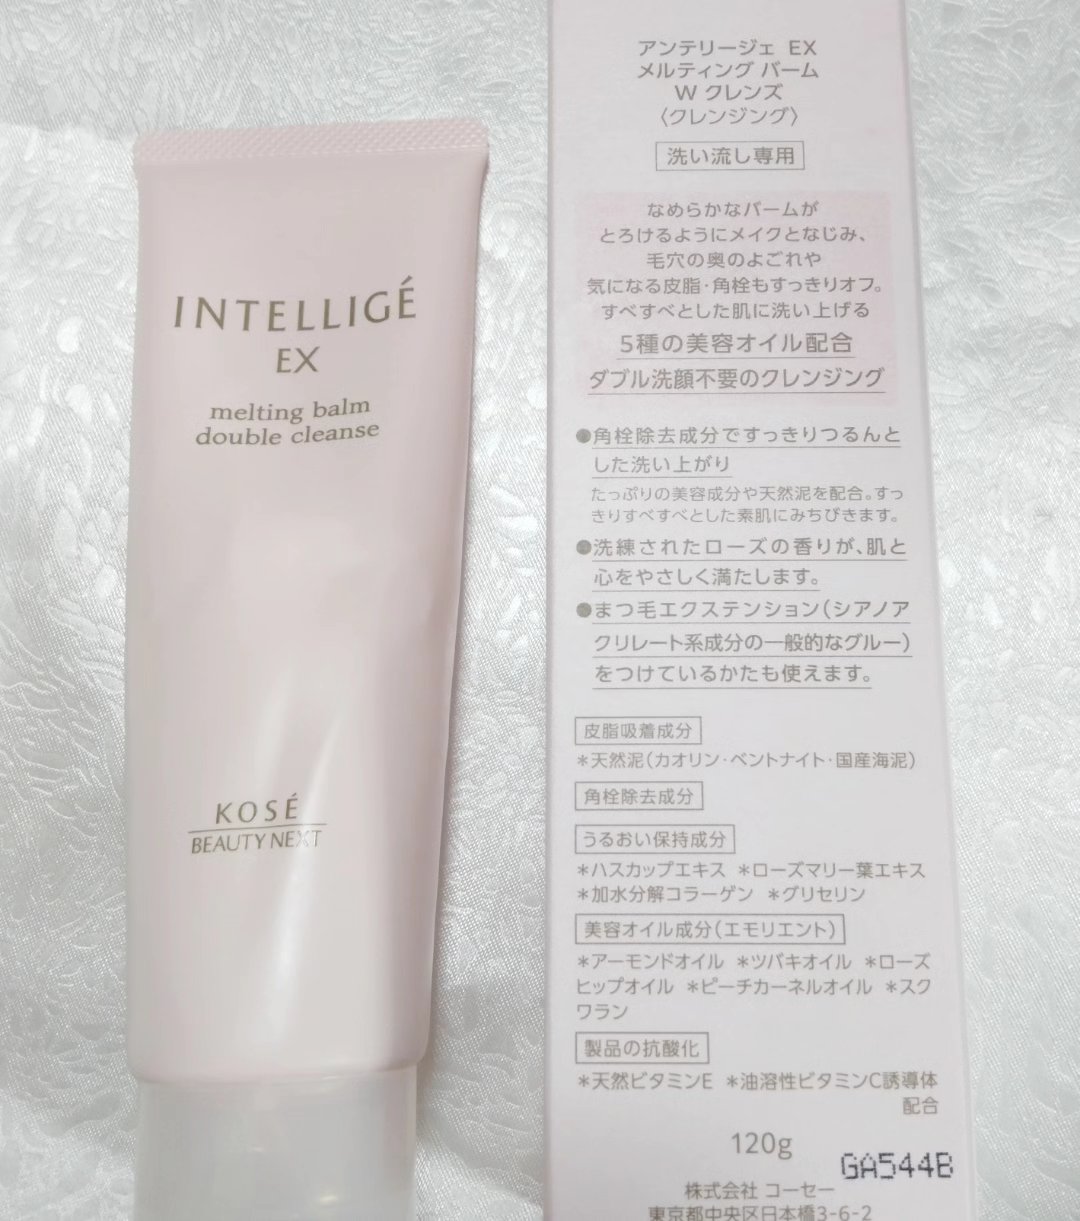 INTELLIGÉ
EX
melting balm
double cleanse
KOSÉ
BEAUTY NEXT
アンテリージェ EX
メルティング バーム
W クレンズ
〈クレンジング〉
洗い流し専用
なめらかなバームが
とろけるようにメイクとなじみ、
毛穴の奥のよごれや
気になる皮脂・角栓もすっきりオフ。
すべすべとした肌に洗い上げる
5種の美容オイル配合
ダブル洗顔不要のクレンジング
●角栓除去成分ですっきりつるんと
した洗い上がり
たっぷりの美容成分や天然泥を配合。すっ
きりすべすべとした素肌にみちびきます。
●洗練されたローズの香りが、肌と
心をやさしく満たします。
●まつ毛エクステンション(シアノア
クリレート系成分の一般的なグルー)
をつけているかたも使えます。
皮脂吸着成分
＊天然泥(カオリン・ベントナイト・国産海泥)
角栓除去成分
うるおい保持成分
＊ハスカップエキス ＊ローズマリー葉エキス
＊加水分解コラーゲン ＊グリセリン
美容オイル成分(エモリエント)
＊アーモンドオイル ＊ツバキオイル ＊ローズ
ヒップオイル ＊ピーチカーネルオイル ＊スク
ワラン
製品の抗酸化
＊天然ビタミンE ＊油溶性ビタミンC誘導体
配合
120g
GA544B
株式会社 コーセー
東京都中央区日本橋3-6-2